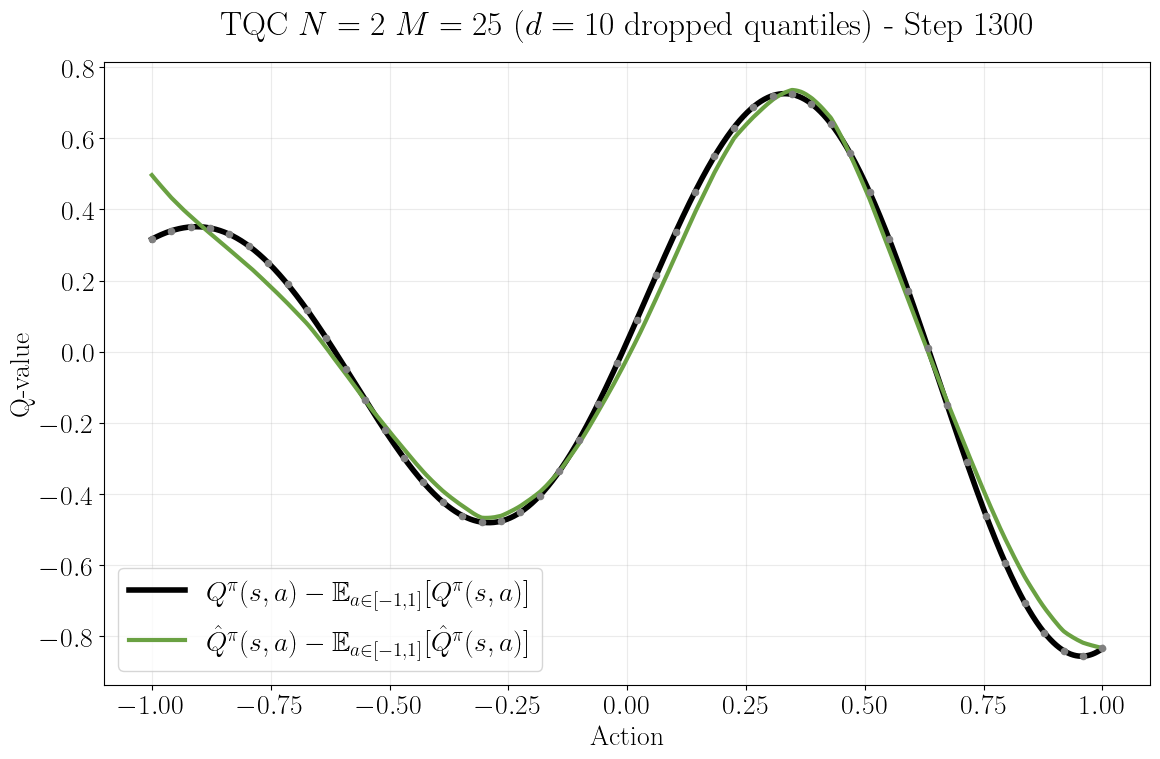 TQC N = 2 M = 25 (d = 10 dropped quantiles) - Step 1300
0.8
0.6
0.4
0.2
0.0
−0.2
−0.4
−0.6
−0.8
Q-value
Q^π(s, a) − 𝔼_{a∈[−1,1]}[Q^π(s, a)]
Q̂^π(s, a) − 𝔼_{a∈[−1,1]}[Q̂^π(s, a)]
−1.00 −0.75 −0.50 −0.25 0.00 0.25 0.50 0.75 1.00
Action